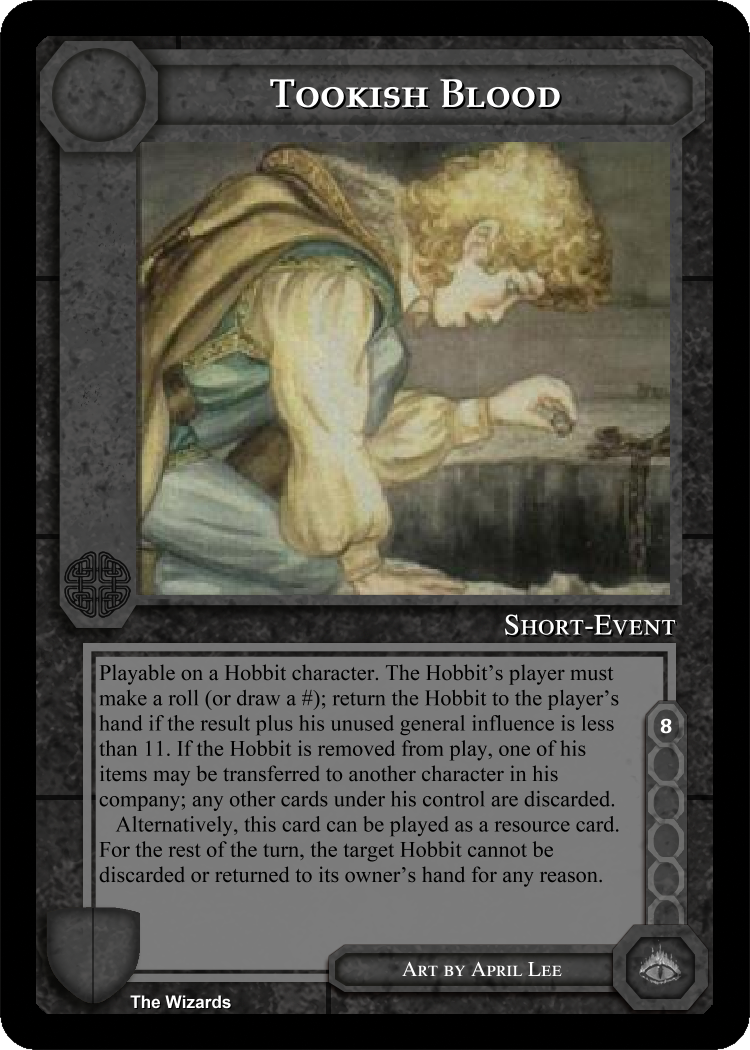 Tookish Blood
Short-Event
Playable on a Hobbit character. The Hobbit's player must
make a roll (or draw a #); return the Hobbit to the player's
hand if the result plus his unused general influence is less
than 11. If the Hobbit is removed from play, one of his
items may be transferred to another character in his
company; any other cards under his control are discarded.
Alternatively, this card can be played as a resource card.
For the rest of the turn, the target Hobbit cannot be
discarded or returned to its owner's hand for any reason.
8
Art by April Lee
The Wizards